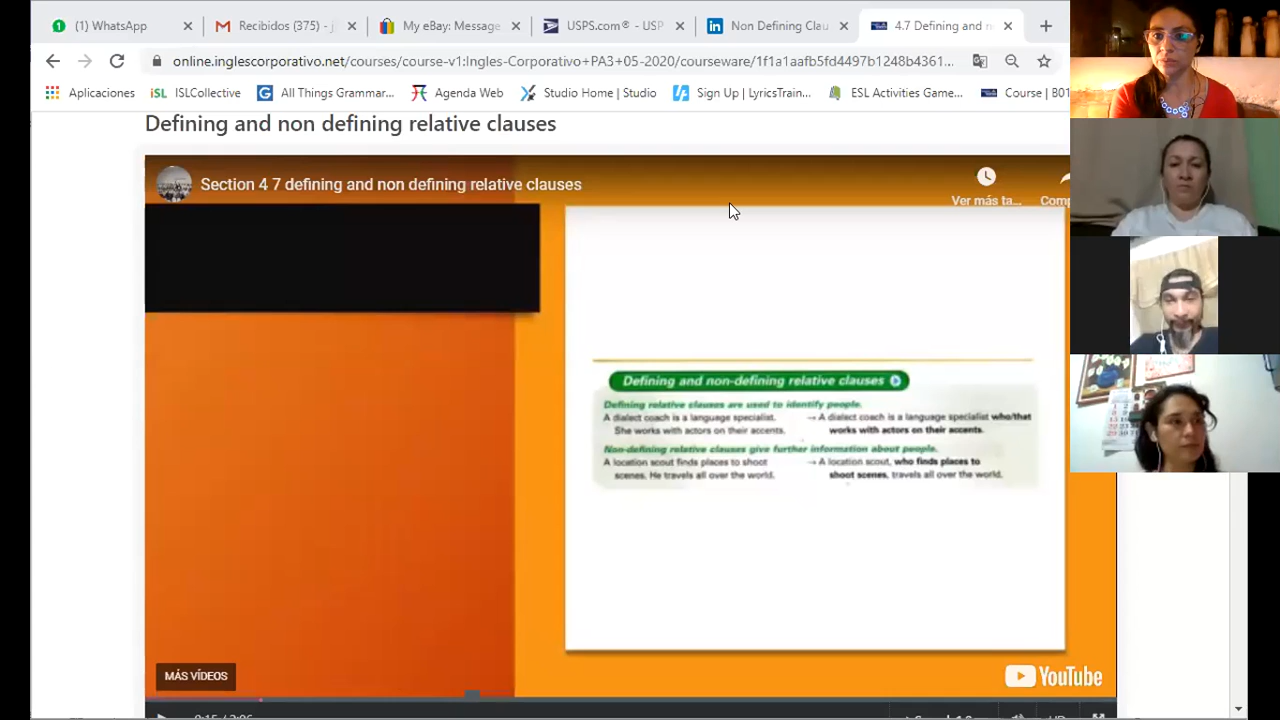 (1) WhatsApp
Recibidos (375) - j
My eBay: Message
USPS.com® - USP
Non Defining Clau
4.7 Defining and n
online.inglescorporativo.net/courses/course-v1:Ingles-Corporativo+PA3+05-2020/courseware/1f1a1aafb5fd4497b1248b4361...
Aplicaciones
iSL ISLCollective
All Things Grammar...
Agenda Web
Studio Home | Studio
Sign Up | LyricsTrain...
ESL Activities Game...
Course | B01
Defining and non defining relative clauses
Section 4 7 defining and non defining relative clauses
Ver más ta...
Comp
Defining and non-defining relative clauses
Defining relative clauses are used to identify people.
A dialect coach is a language specialist. → A dialect coach is a language specialist who/that
She works with actors on their accents. works with actors on their accents.
Non-defining relative clauses give further information about people.
A location scout finds places to shoot → A location scout, who finds places to
scenes. He travels all over the world. shoot scenes, travels all over the world.
MÁS VÍDEOS
YouTube